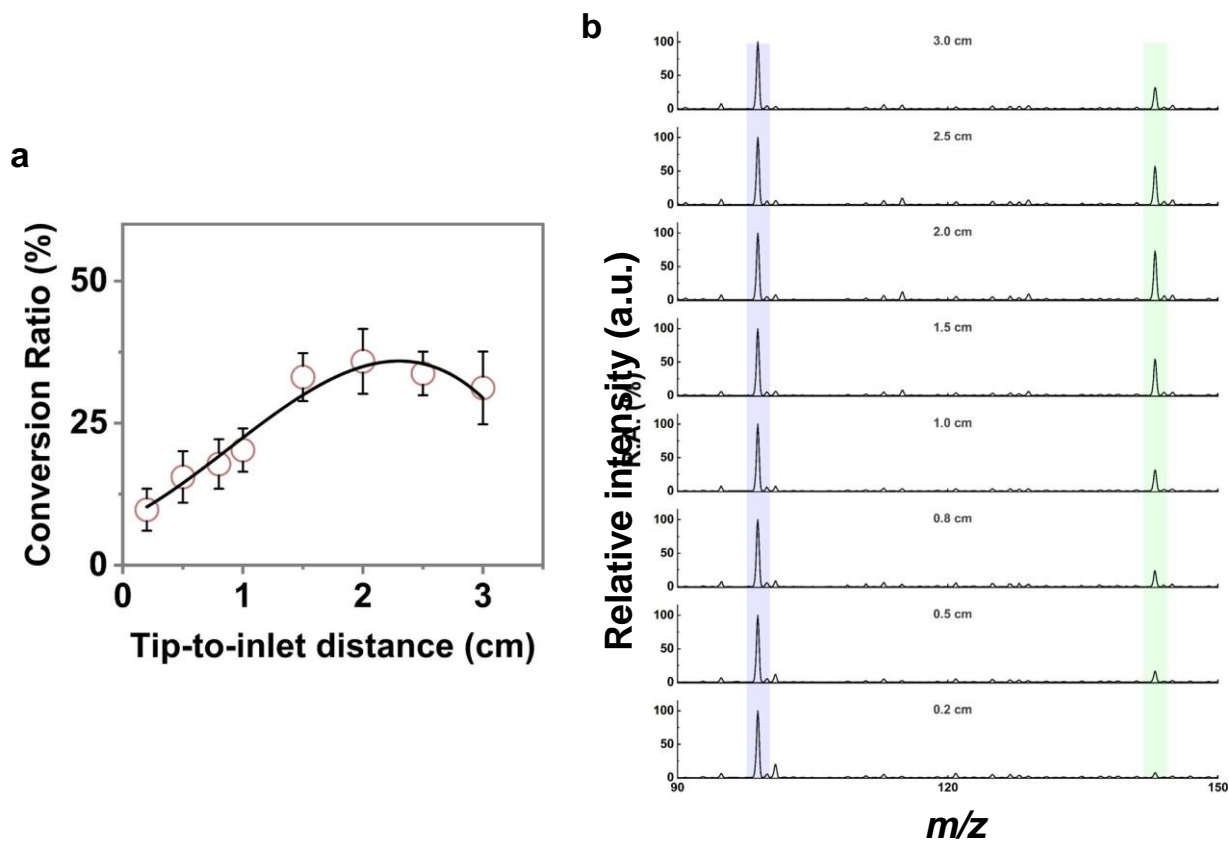 a
Conversion Ratio (%)
50
25
0
0 1 2 3
Tip-to-inlet distance (cm)
b
Relative intensity (a.u.)
R.A. (%)
100
50
0
3.0 cm
100
50
0
2.5 cm
100
50
0
2.0 cm
100
50
0
1.5 cm
100
50
0
1.0 cm
100
50
0
0.8 cm
100
50
0
0.5 cm
100
50
0
0.2 cm
90 120 150
m/z